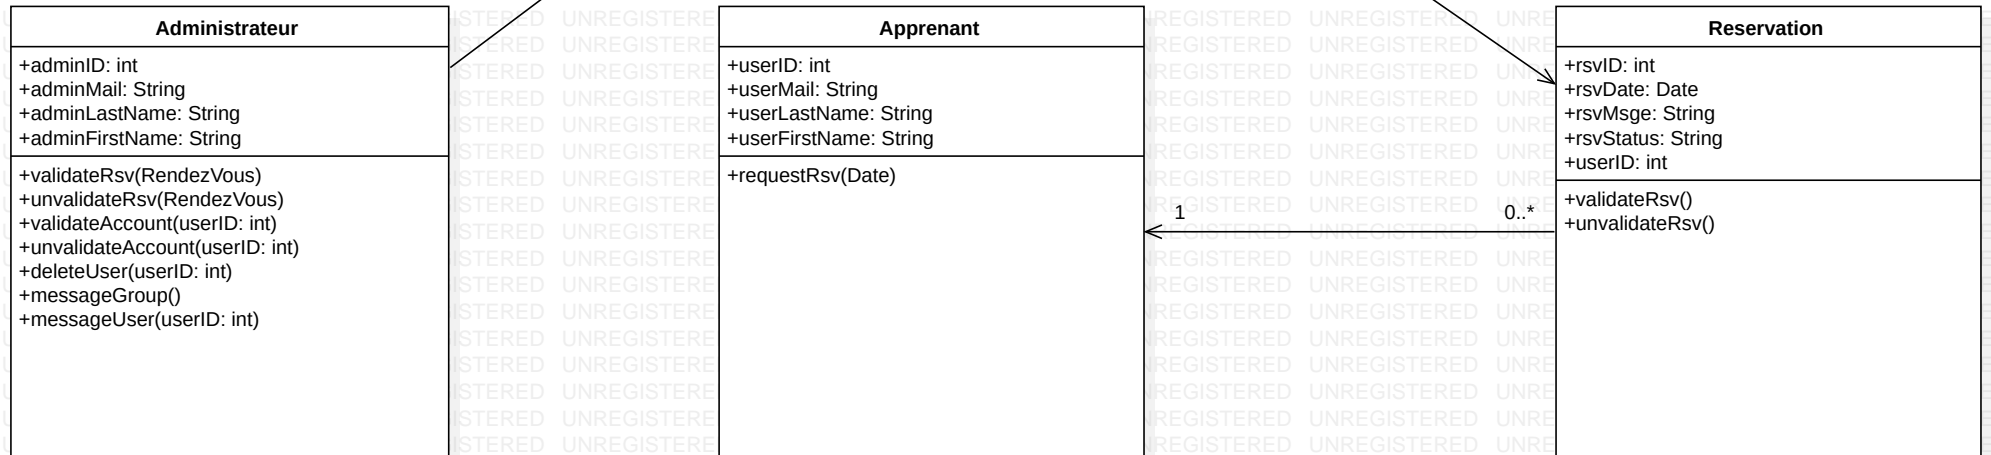 Administrateur
+adminID: int
+adminMail: String
+adminLastName: String
+adminFirstName: String
+validateRsv(RendezVous)
+unvalidateRsv(RendezVous)
+validateAccount(userID: int)
+unvalidateAccount(userID: int)
+deleteUser(userID: int)
+messageGroup()
+messageUser(userID: int)
Apprenant
+userID: int
+userMail: String
+userLastName: String
+userFirstName: String
+requestRsv(Date)
1
0..*
Reservation
+rsvID: int
+rsvDate: Date
+rsvMsge: String
+rsvStatus: String
+userID: int
+validateRsv()
+unvalidateRsv()